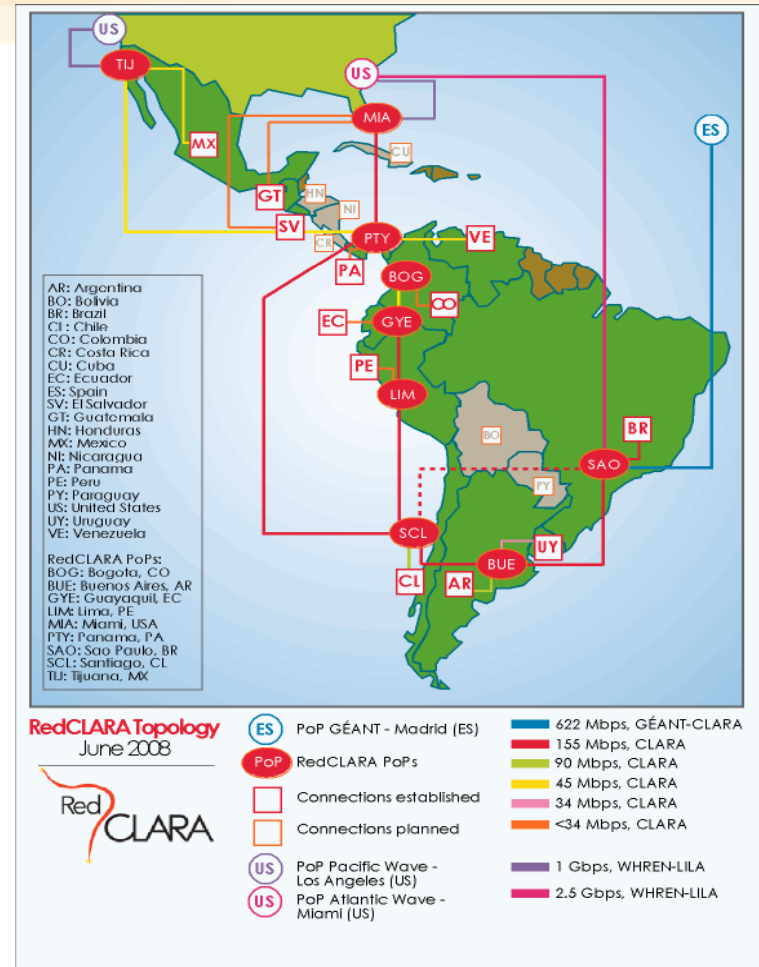 US
TIJ
US
MIA
ES
MX
CU
GT
HN
SV
NI
CR
PTY
VE
PA
BOG
CO
EC
GYE
PE
LIM
BO
BR
SAO
PY
SCL
UY
BUE
CL
AR
AR: Argentina
BO: Bolivia
BR: Brazil
CL: Chile
CO: Colombia
CR: Costa Rica
CU: Cuba
EC: Ecuador
ES: Spain
SV: El Salvador
GT: Guatemala
HN: Honduras
MX: Mexico
NI: Nicaragua
PA: Panama
PE: Peru
PY: Paraguay
US: United States
UY: Uruguay
VE: Venezuela
RedCLARA PoPs:
BOG: Bogota, CO
BUE: Buenos Aires, AR
GYE: Guayaquil, EC
LIM: Lima, PE
MIA: Miami, USA
PTY: Panama, PA
SAO: Sao Paulo, BR
SCL: Santiago, CL
TIJ: Tijuana, MX
RedCLARA Topology
June 2008
Red
CLARA
ES PoP GÉANT - Madrid (ES)
PoP RedCLARA PoPs
Connections established
Connections planned
US PoP Pacific Wave -
Los Angeles (US)
US PoP Atlantic Wave -
Miami (US)
622 Mbps, GÉANT-CLARA
155 Mbps, CLARA
90 Mbps, CLARA
45 Mbps, CLARA
34 Mbps, CLARA
<34 Mbps, CLARA
1 Gbps, WHREN-LILA
2.5 Gbps, WHREN-LILA